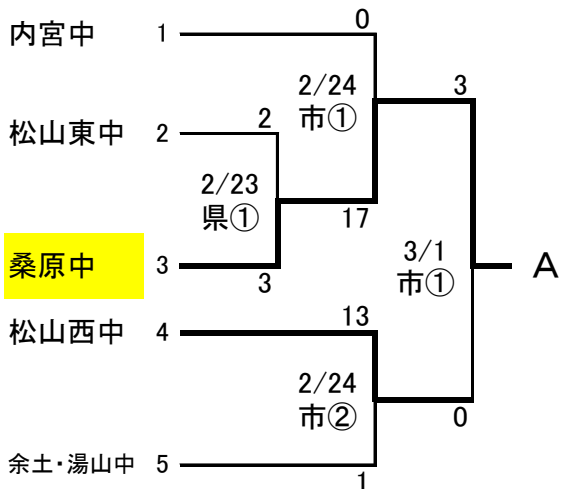 内宮中 1
0
2/24
市①
3
松山東中 2
2
2/23
県①
17
桑原中 3
3
3/1
市①
A
松山西中 4
13
2/24
市②
0
余土・湯山中 5
1